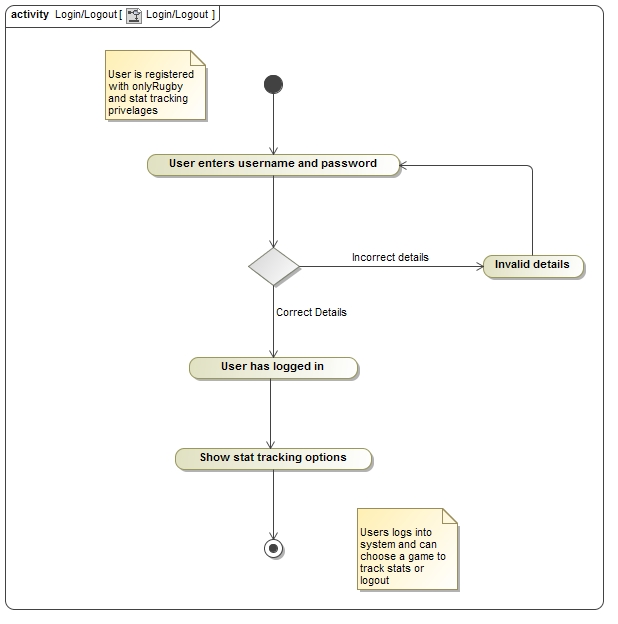 activity Login/Logout [ Login/Logout ]
User is registered
with onlyRugby
and stat tracking
privelages
User enters username and password
Incorrect details
Invalid details
Correct Details
User has logged in
Show stat tracking options
Users logs into
system and can
choose a game to
track stats or
logout